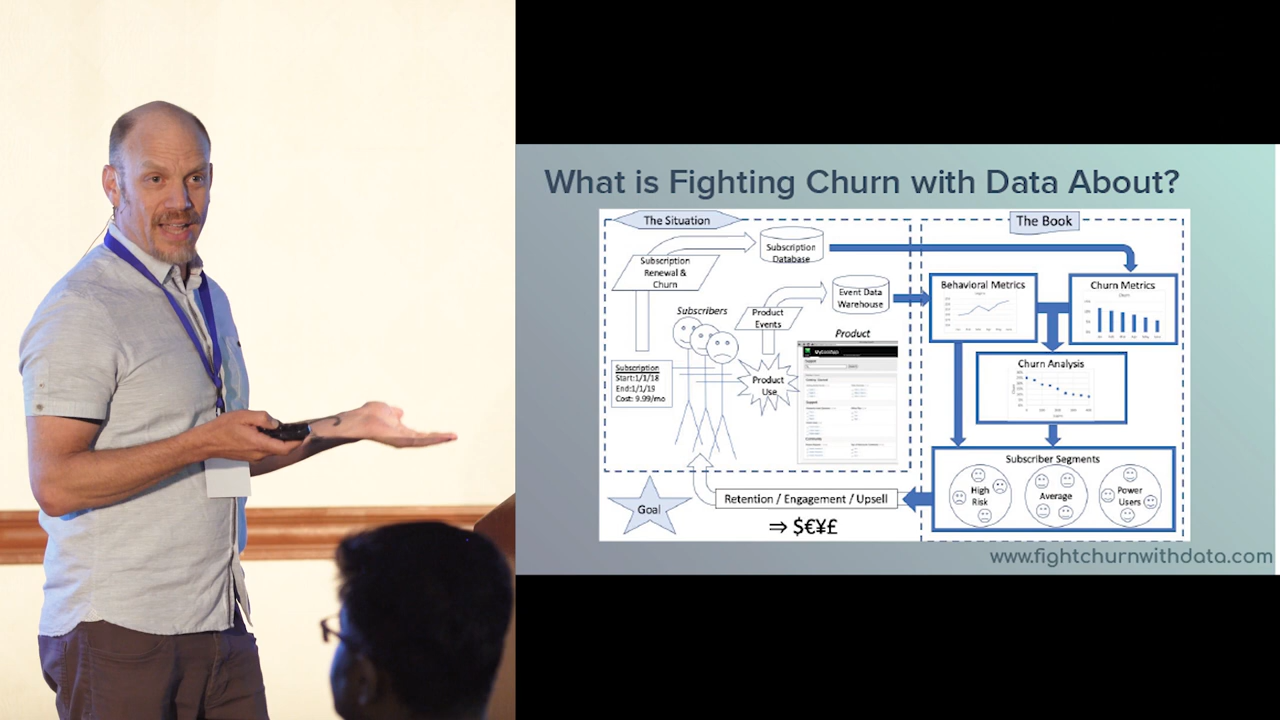 What is Fighting Churn with Data About?
The Situation
The Book
Subscription
Database
Subscription
Renewal &
Churn
Event Data
Warehouse
Behavioral Metrics
Churn Metrics
Subscribers
Product
Events
Product
Churn Analysis
Subscription
Start:1/1/18
End:1/1/19
Cost: 9.99/mo
Product
Use
Subscriber Segments
High
Risk
Average
Power
Users
Goal
Retention / Engagement / Upsell
⇒ $€¥£
www.fightchurnwithdata.com